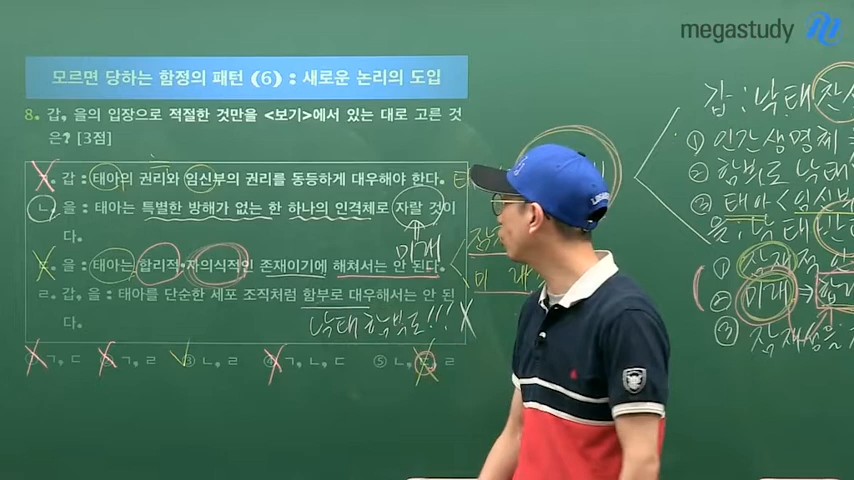 megastudy
모르면 당하는 함정의 패턴 (6) : 새로운 논리의 도입
8. 갑, 을의 입장으로 적절한 것만을 <보기>에서 있는 대로 고른 것
은? [3점]
갑 : 태아의 권리와 임신부의 권리를 동등하게 대우해야 한다.
ㄴ. 을 : 태아는 특별한 방해가 없는 한 하나의 인격체로 자랄 것이
다.
미래
을 : 태아는 합리적·자의식적인 존재이기에 해쳐서는 안 된다.
ㄹ. 갑, 을 : 태아를 단순한 세포 조직처럼 함부로 대우해서는 안 된
다.
낙태 함부로!!!
① ㄱ, ㄷ ② ㄱ, ㄹ ③ ㄴ, ㄹ ④ ㄱ, ㄴ, ㄷ ⑤ ㄴ, ㄷ, ㄹ
미래
갑 : 낙태 찬성
① 인간생명체
② 함부로 낙태
③ 태아 < 임신부
을 : 낙태 반
① 잠재적
② 미래 →
③ 잠재성을